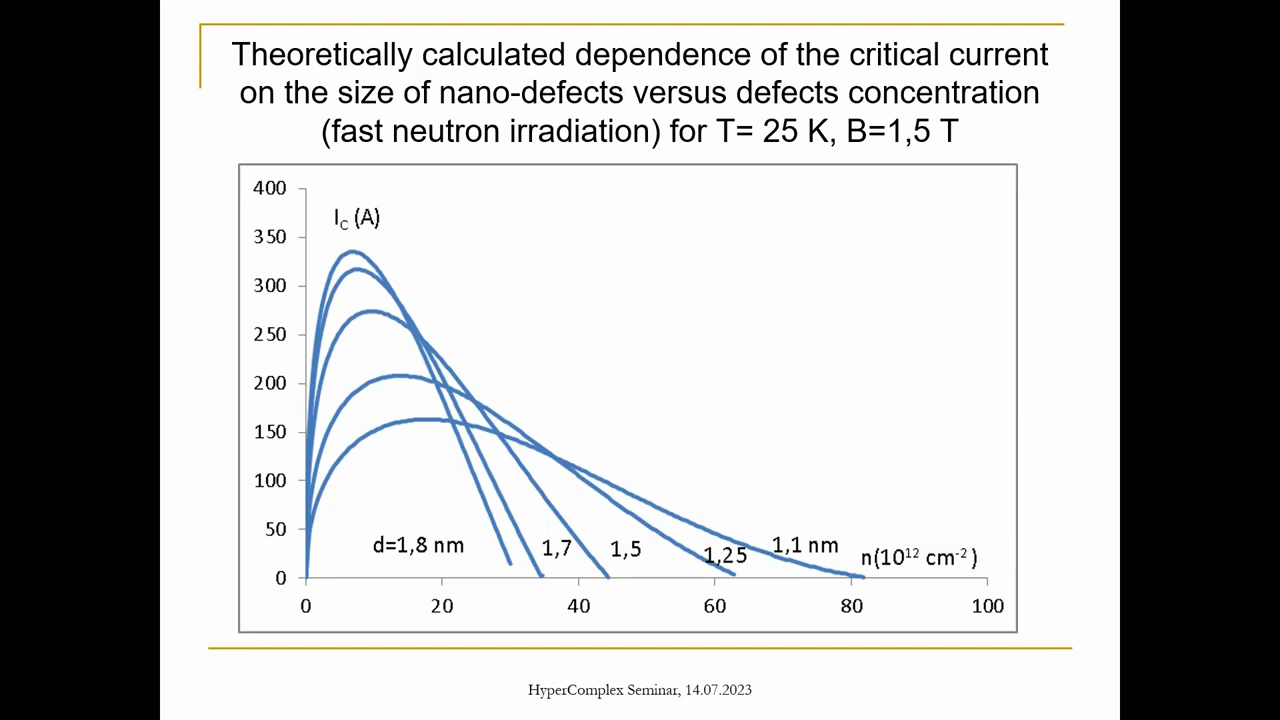 Theoretically calculated dependence of the critical current
on the size of nano-defects versus defects concentration
(fast neutron irradiation) for T= 25 K, B=1,5 T
400
I_C (A)
350
300
250
200
150
100
50
0
d=1,8 nm
1,7
1,5
1,25
1,1 nm
n(10¹² cm⁻²)
0 20 40 60 80 100
HyperComplex Seminar, 14.07.2023